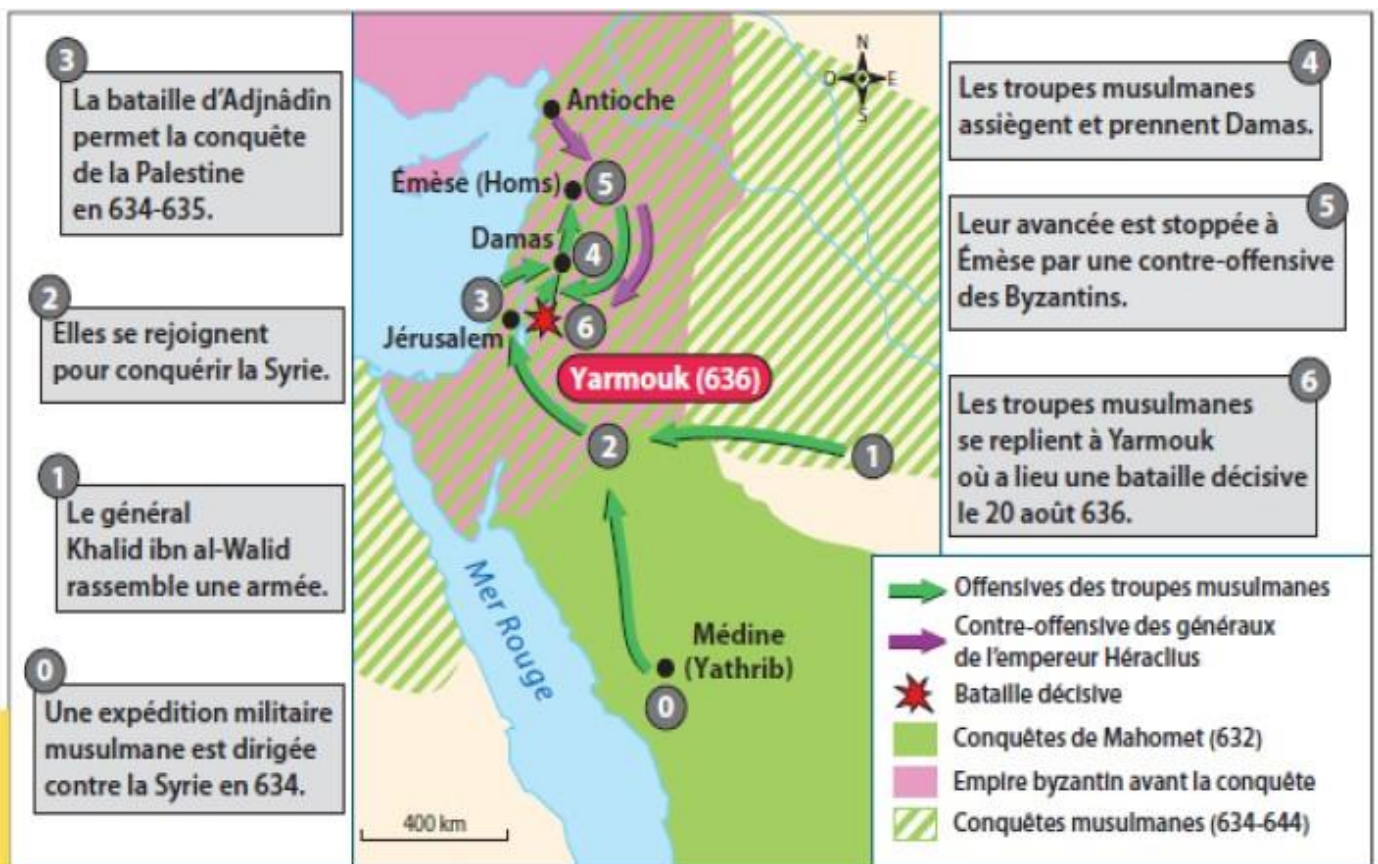 3
La bataille d'Adjnâdîn
permet la conquête
de la Palestine
en 634-635.
2
Elles se rejoignent
pour conquérir la Syrie.
1
Le général
Khalid ibn al-Walid
rassemble une armée.
0
Une expédition militaire
musulmane est dirigée
contre la Syrie en 634.
N
O
E
S
Antioche
Émèse (Homs)
5
Damas
4
3
Jérusalem
6
Yarmouk (636)
2
1
Mer Rouge
Médine
(Yathrib)
0
400 km
4
Les troupes musulmanes
assiègent et prennent Damas.
5
Leur avancée est stoppée à
Émèse par une contre-offensive
des Byzantins.
6
Les troupes musulmanes
se replient à Yarmouk
où a lieu une bataille décisive
le 20 août 636.
Offensives des troupes musulmanes
Contre-offensive des généraux
de l'empereur Héraclius
Bataille décisive
Conquêtes de Mahomet (632)
Empire byzantin avant la conquête
Conquêtes musulmanes (634-644)